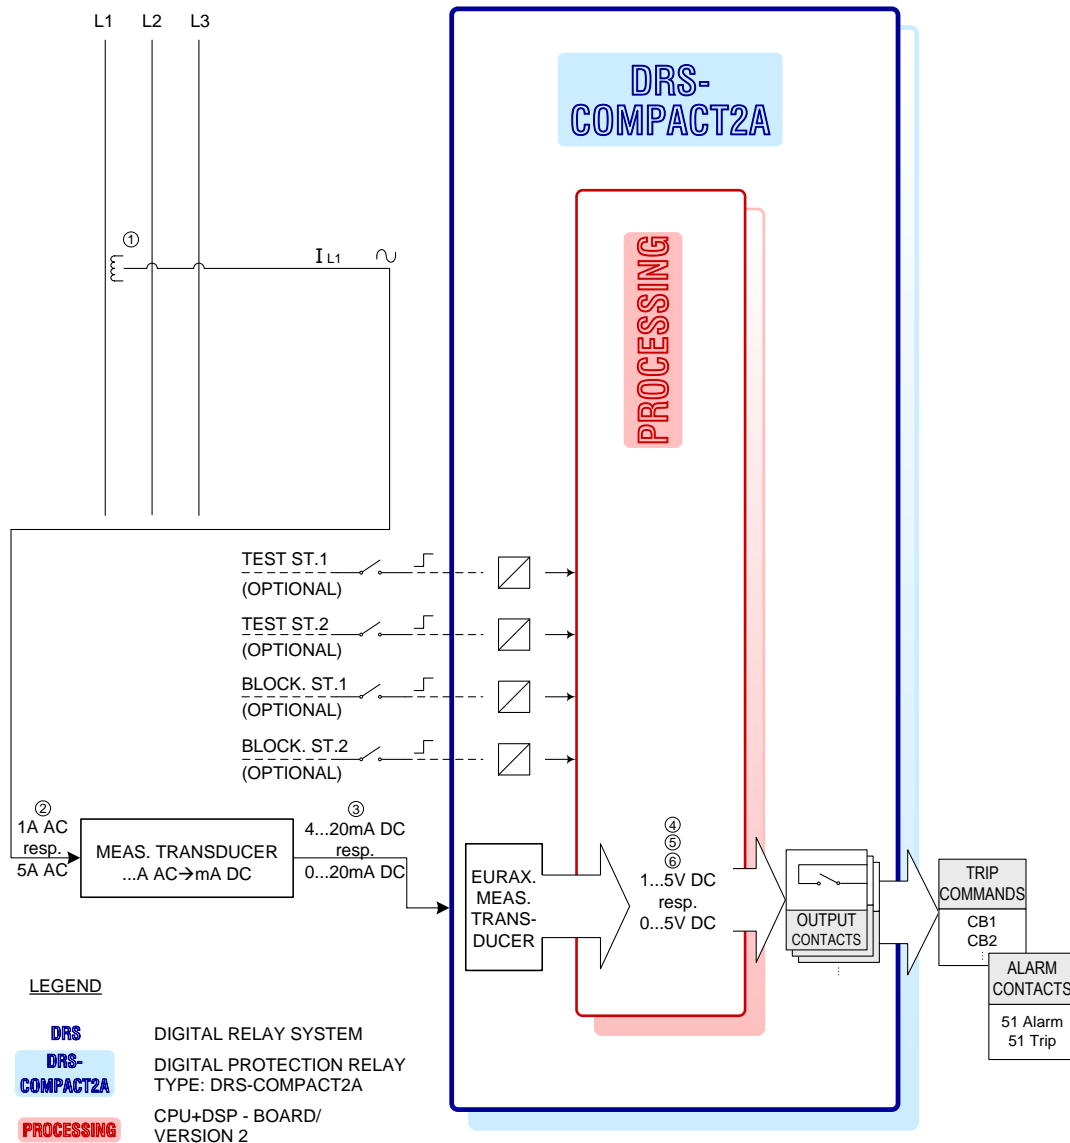 L1 L2 L3
DRS-
COMPACT2A
PROCESSING
①
I L1
TEST ST.1
(OPTIONAL)
TEST ST.2
(OPTIONAL)
BLOCK. ST.1
(OPTIONAL)
BLOCK. ST.2
(OPTIONAL)
②
1A AC
resp.
5A AC
MEAS. TRANSDUCER
...A AC→mA DC
③
4...20mA DC
resp.
0...20mA DC
EURAX.
MEAS.
TRANS-
DUCER
④
⑤
⑥
1...5V DC
resp.
0...5V DC
OUTPUT
CONTACTS
TRIP
COMMANDS
CB1
CB2
ALARM
CONTACTS
51 Alarm
51 Trip
LEGEND
DRS DIGITAL RELAY SYSTEM
DRS-
COMPACT2A
DIGITAL PROTECTION RELAY
TYPE: DRS-COMPACT2A
PROCESSING
CPU+DSP - BOARD/
VERSION 2